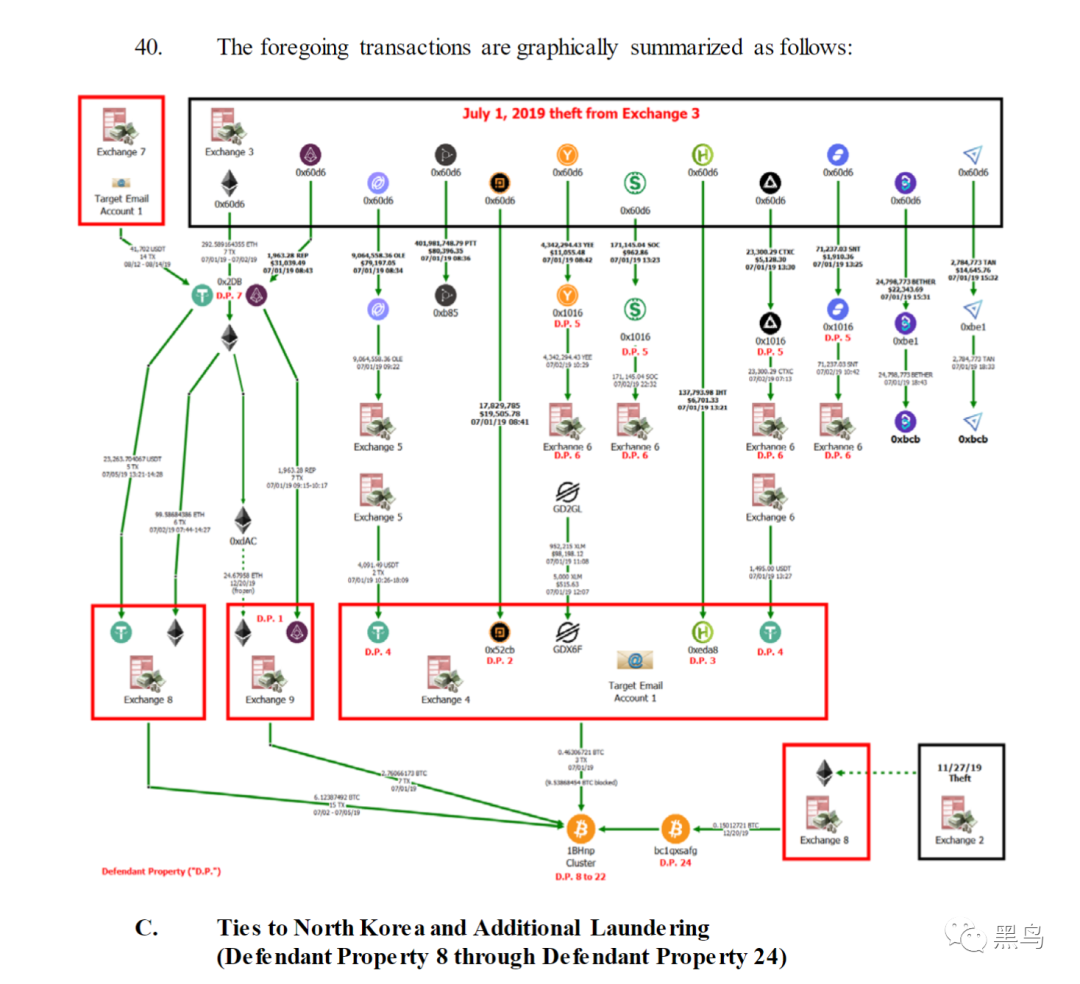 40. The foregoing transactions are graphically summarized as follows:
July 1, 2019 theft from Exchange 3
Exchange 7
Target Email
Account 1
Exchange 3
0x60d6
0x60d6
0x60d6
0x60d6
0x60d6
0x60d6
0x60d6
0x60d6
0x60d6
0x60d6
0x60d6
0x60d6
41,702 USDT
14 TX
08/12 - 08/14/19
292.589164355 ETH
7 TX
07/01/19 - 07/02/19
1,963.28 REP
$31,039.49
07/01/19 08:43
9,064,558.36 OLE
$79,197.05
07/01/19 08:34
401,981,748.79 PTT
$80,396.35
07/01/19 08:36
4,342,294.43 YEE
$11,055.48
07/01/19 08:42
171,145.04 SOC
$962.86
07/01/19 13:23
23,300.29 CTXC
$5,128.30
07/01/19 13:30
71,237.03 SNT
$1,910.36
07/01/19 13:25
24,798,773 BETHER
$22,343.69
07/01/19 15:31
2,784,773 TAN
$14,645.76
07/01/19 15:32
0x2DB
D.P. 7
0xb85
0x1016
D.P. 5
0x1016
D.P. 5
0x1016
D.P. 5
0x1016
D.P. 5
0xbe1
0xbe1
9,064,558.36 OLE
07/01/19 09:22
4,342,294.43 YEE
07/02/19 10:29
171,145.04 SOC
07/02/19 22:32
23,300.29 CTXC
07/02/19 07:13
71,237.03 SNT
07/02/19 10:42
24,798,773 BETHER
07/01/19 18:43
2,784,773 TAN
07/01/19 18:33
17,829,785
$19,505.78
07/01/19 08:41
137,793.98 IHT
$6,701.33
07/01/19 13:21
Exchange 5
Exchange 6
D.P. 6
Exchange 6
D.P. 6
Exchange 6
D.P. 6
Exchange 6
D.P. 6
0xbcb
0xbcb
23,263.704067 USDT
5 TX
07/05/19 13:21-14:28
99.58684386 ETH
6 TX
07/02/19 07:44-14:27
1,963.28 REP
7 TX
07/01/19 09:15-10:17
0xdAC
24.67958 ETH
12/20/19
(frozen)
Exchange 5
GD2GL
Exchange 6
4,091.40 USDT
2 TX
07/01/19 10:26-18:09
952,219 XLM
$98,198.12
07/01/19 11:08
5,000 XLM
$515.63
07/01/19 12:07
1,495.00 USDT
07/01/19 13:27
D.P. 1
D.P. 4
0x52cb
D.P. 2
GDX6F
0xeda8
D.P. 3
D.P. 4
Exchange 8
Exchange 9
Exchange 4
Target Email
Account 1
0.46306721 BTC
2 TX
07/01/19
(9.53868454 BTC blocked)
2.76066173 BTC
7 TX
07/01/19
6.12387492 BTC
15 TX
07/02 - 07/05/19
11/27/19
Theft
Exchange 8
Exchange 2
0.15012721 BTC
12/20/19
1BHnp
Cluster
D.P. 8 to 22
bc1qxsafg
D.P. 24
Defendant Property ("D.P.")
C. Ties to North Korea and Additional Laundering
(Defendant Property 8 through Defendant Property 24)
黑鸟